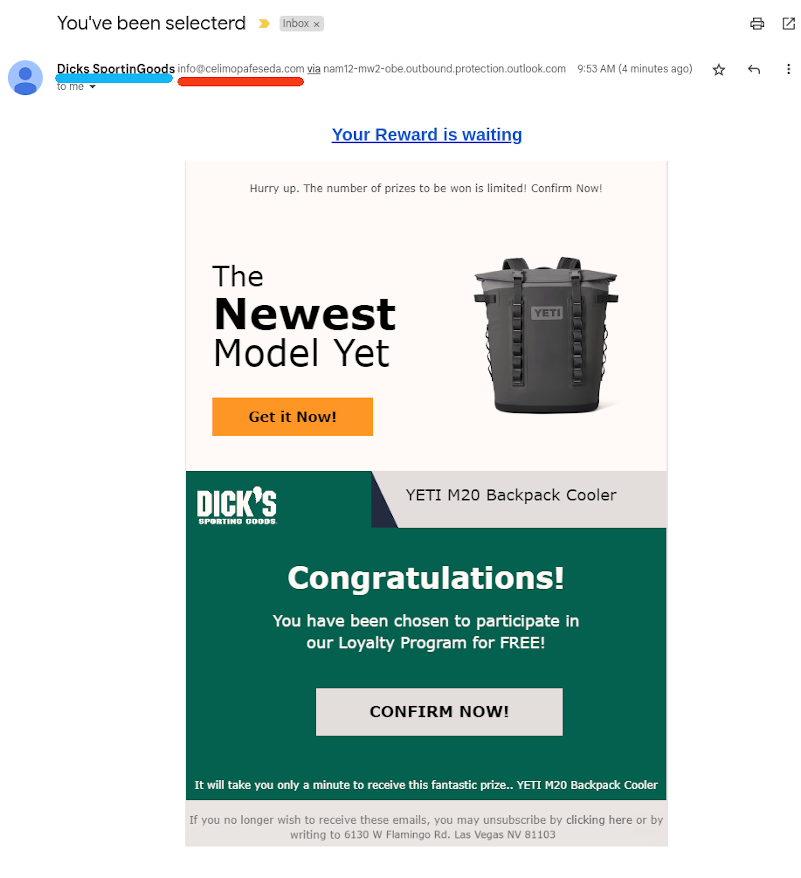 You've been selecterd Inbox ×
Dicks SportinGoods info@celimopafeseda.com via nam12-mw2-obe.outbound.protection.outlook.com 9:53 AM (4 minutes ago)
to me
Your Reward is waiting
Hurry up. The number of prizes to be won is limited! Confirm Now!
The
Newest
Model Yet
YETI
Get it Now!
DICK'S
SPORTING GOODS
YETI M20 Backpack Cooler
Congratulations!
You have been chosen to participate in
our Loyalty Program for FREE!
CONFIRM NOW!
It will take you only a minute to receive this fantastic prize.. YETI M20 Backpack Cooler
If you no longer wish to receive these emails, you may unsubscribe by clicking here or by
writing to 6130 W Flamingo Rd. Las Vegas NV 81103